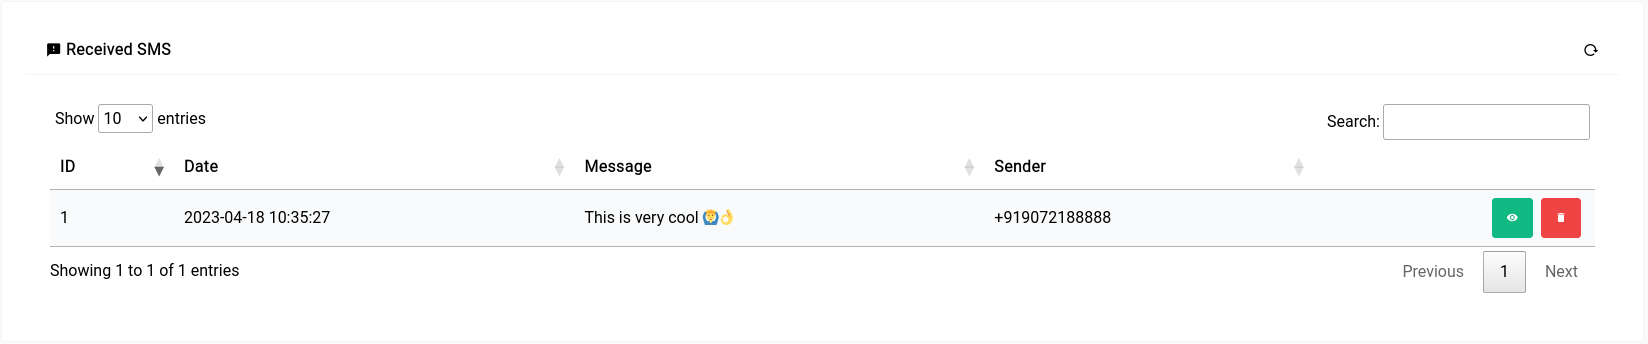 Received SMS
Show 10 entries
Search:
ID Date Message Sender
1 2023-04-18 10:35:27 This is very cool 🙆‍♂️👌 +919072188888
Showing 1 to 1 of 1 entries
Previous 1 Next